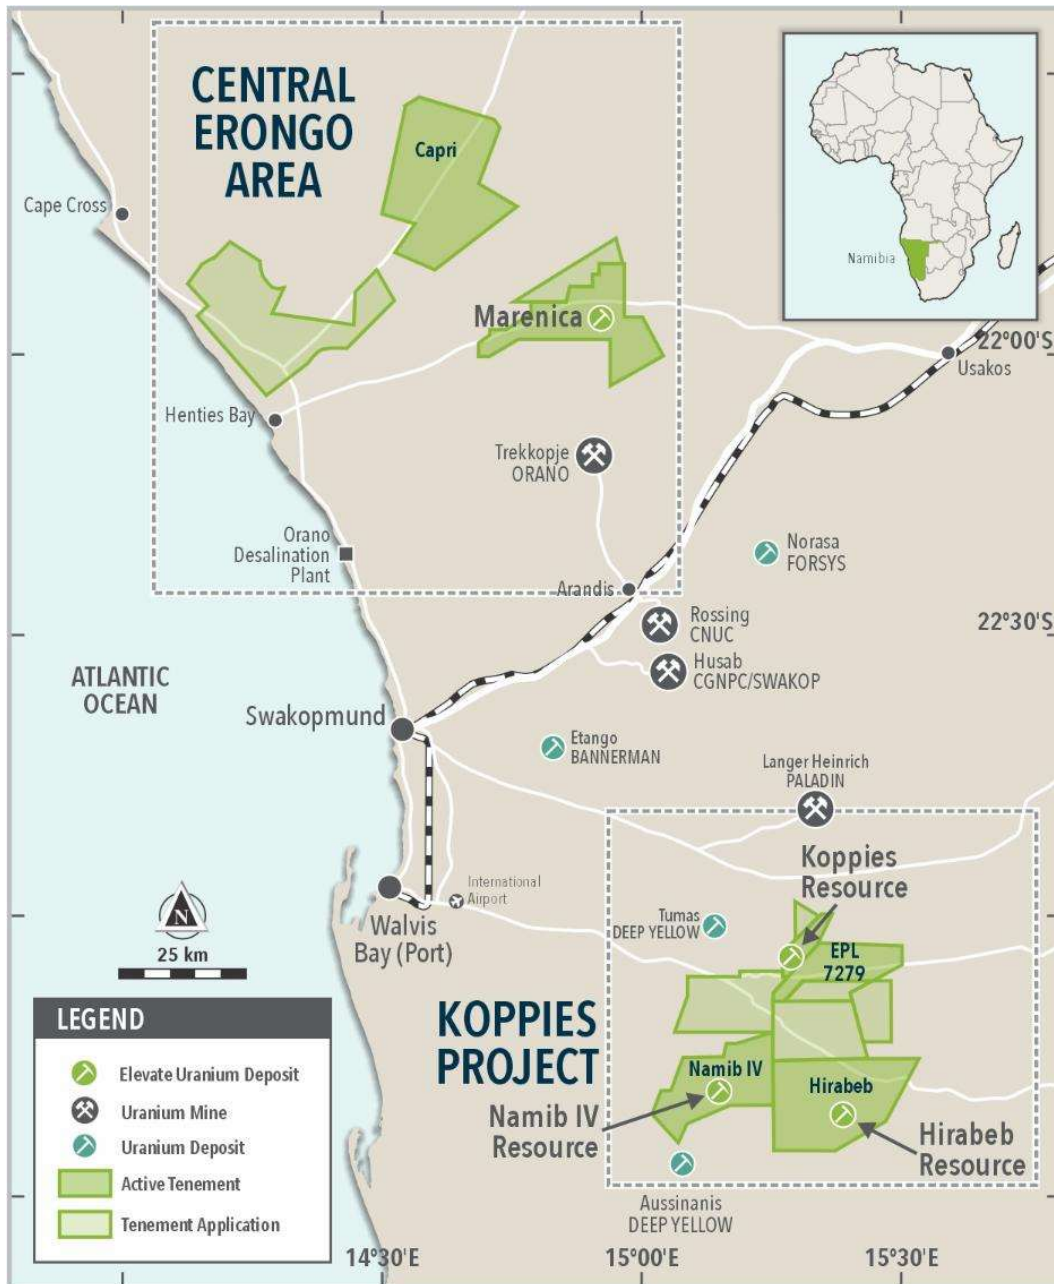 CENTRAL
ERONGO
AREA
Capri
Cape Cross
Namibia
Marenica
22°00'S
Usakos
Henties Bay
Trekkopje
ORANO
Orano
Desalination
Plant
Norasa
FORSYS
Arandis
Rossing
CNUC
22°30'S
Husab
CGNPC/SWAKOP
ATLANTIC
OCEAN
Swakopmund
Etango
BANNERMAN
Langer Heinrich
PALADIN
Koppies
Resource
International
Airport
Walvis
Bay (Port)
Tumas
DEEP YELLOW
EPL
7279
N
25 km
KOPPIES
PROJECT
Namib IV
Hirabeb
Namib IV
Resource
Hirabeb
Resource
Aussinanis
DEEP YELLOW
LEGEND
Elevate Uranium Deposit
Uranium Mine
Uranium Deposit
Active Tenement
Tenement Application
14°30'E
15°00'E
15°30'E